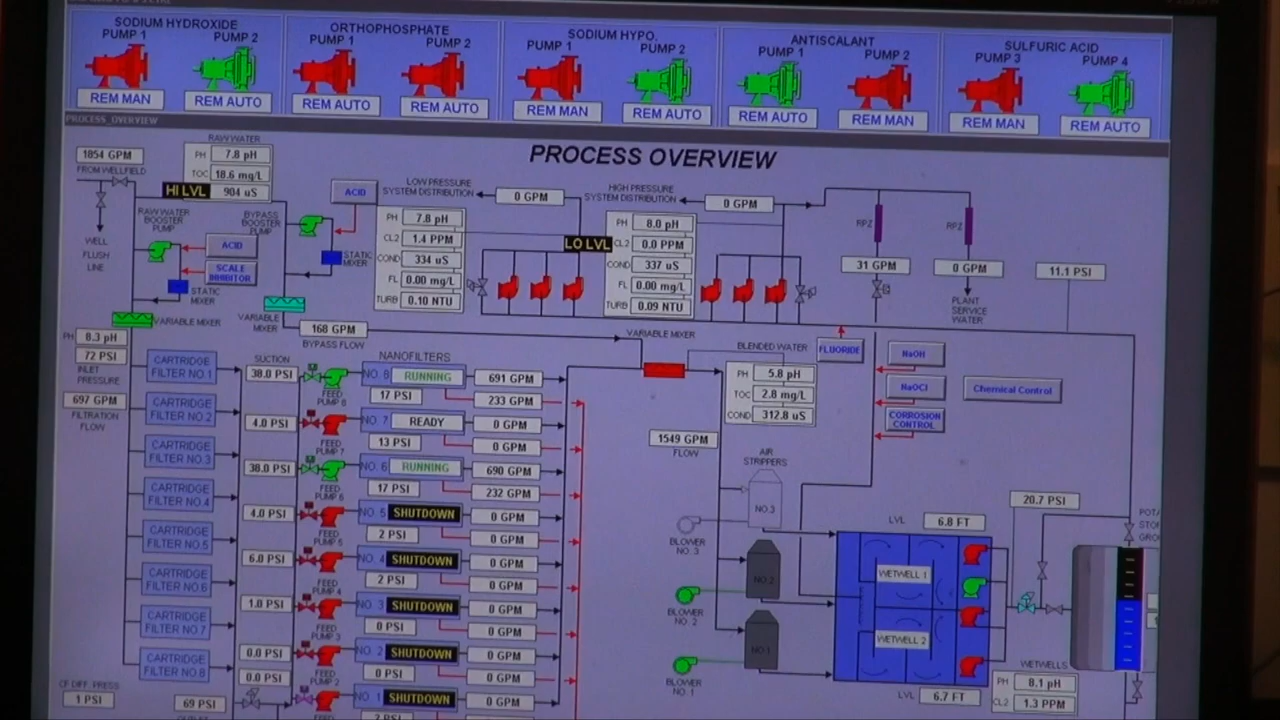 SODIUM HYDROXIDE
PUMP 1
PUMP 2
REM MAN
REM AUTO
ORTHOPHOSPHATE
PUMP 1
PUMP 2
REM AUTO
REM AUTO
SODIUM HYPO.
PUMP 1
PUMP 2
REM MAN
REM AUTO
ANTISCALANT
PUMP 1
PUMP 2
REM AUTO
REM MAN
SULFURIC ACID
PUMP 3
PUMP 4
REM MAN
REM AUTO
PROCESS_OVERVIEW
PROCESS OVERVIEW
1854 GPM
FROM WELLFIELD
RAW WATER
PH 7.8 pH
TOC 18.6 mg/L
HI LVL 904 uS
WELL
FLUSH
LINE
RAW WATER
BOOSTER
PUMP
ACID
SCALE
INHIBITOR
STATIC
MIXER
VARIABLE MIXER
BYPASS
BOOSTER
PUMP
ACID
STATIC
MIXER
VARIABLE
MIXER
168 GPM
BYPASS FLOW
LOW PRESSURE
SYSTEM DISTRIBUTION
0 GPM
PH 7.8 pH
CL2 1.4 PPM
COND 334 uS
FL 0.00 mg/L
TURB 0.10 NTU
LO LVL
HIGH PRESSURE
SYSTEM DISTRIBUTION
0 GPM
PH 8.0 pH
CL2 0.0 PPM
COND 337 uS
FL 0.00 mg/L
TURB 0.09 NTU
RPZ
RPZ
31 GPM
0 GPM
PLANT
SERVICE
WATER
11.1 PSI
PH 8.3 pH
72 PSI
INLET
PRESSURE
697 GPM
FILTRATION
FLOW
CARTRIDGE
FILTER NO.1
CARTRIDGE
FILTER NO.2
CARTRIDGE
FILTER NO.3
CARTRIDGE
FILTER NO.4
CARTRIDGE
FILTER NO.5
CARTRIDGE
FILTER NO.6
CARTRIDGE
FILTER NO.7
CARTRIDGE
FILTER NO.8
CF DIFF. PRESS
1 PSI
69 PSI
SUCTION
NANOFILTERS
38.0 PSI
FEED
PUMP 8
NO. 8 RUNNING 691 GPM
17 PSI 233 GPM
4.0 PSI
FEED
PUMP 7
NO. 7 READY 0 GPM
13 PSI 0 GPM
38.0 PSI
FEED
PUMP 6
NO. 6 RUNNING 690 GPM
17 PSI 232 GPM
4.0 PSI
FEED
PUMP 5
NO. 5 SHUTDOWN 0 GPM
2 PSI 0 GPM
6.0 PSI
FEED
PUMP 4
NO. 4 SHUTDOWN 0 GPM
2 PSI 0 GPM
1.0 PSI
FEED
PUMP 3
NO. 3 SHUTDOWN 0 GPM
0 PSI 0 GPM
0.0 PSI
FEED
PUMP 2
NO. 2 SHUTDOWN 0 GPM
0 PSI 0 GPM
0.0 PSI
FEED
NO. 1 SHUTDOWN 0 GPM
VARIABLE MIXER
BLENDED WATER
PH 5.8 pH
TOC 2.8 mg/L
COND 312.8 uS
FLUORIDE
NaOH
NaOCl
CORROSION
CONTROL
Chemical Control
1549 GPM
FLOW
AIR
STRIPPERS
NO.3
NO.2
NO.1
BLOWER
NO. 3
BLOWER
NO. 2
BLOWER
NO. 1
LVL 6.8 FT
WETWELL 1
WETWELL 2
LVL 6.7 FT
20.7 PSI
WETWELLS
PH 8.1 pH
CL2 1.3 PPM